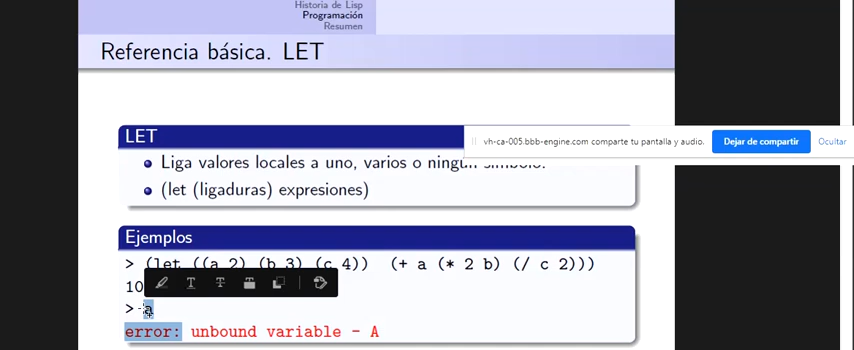 Historia de Lisp
Programación
Resumen
Referencia básica. LET
LET
vh-ca-005.bbb-engine.com comparte tu pantalla y audio. Dejar de compartir Ocultar
Liga valores locales a uno, varios o ningún símbolo.
(let (ligaduras) expresiones)
Ejemplos
> (let ((a 2) (b 3) (c 4)) (+ a (* 2 b) (/ c 2)))
10
> a
error: unbound variable - A